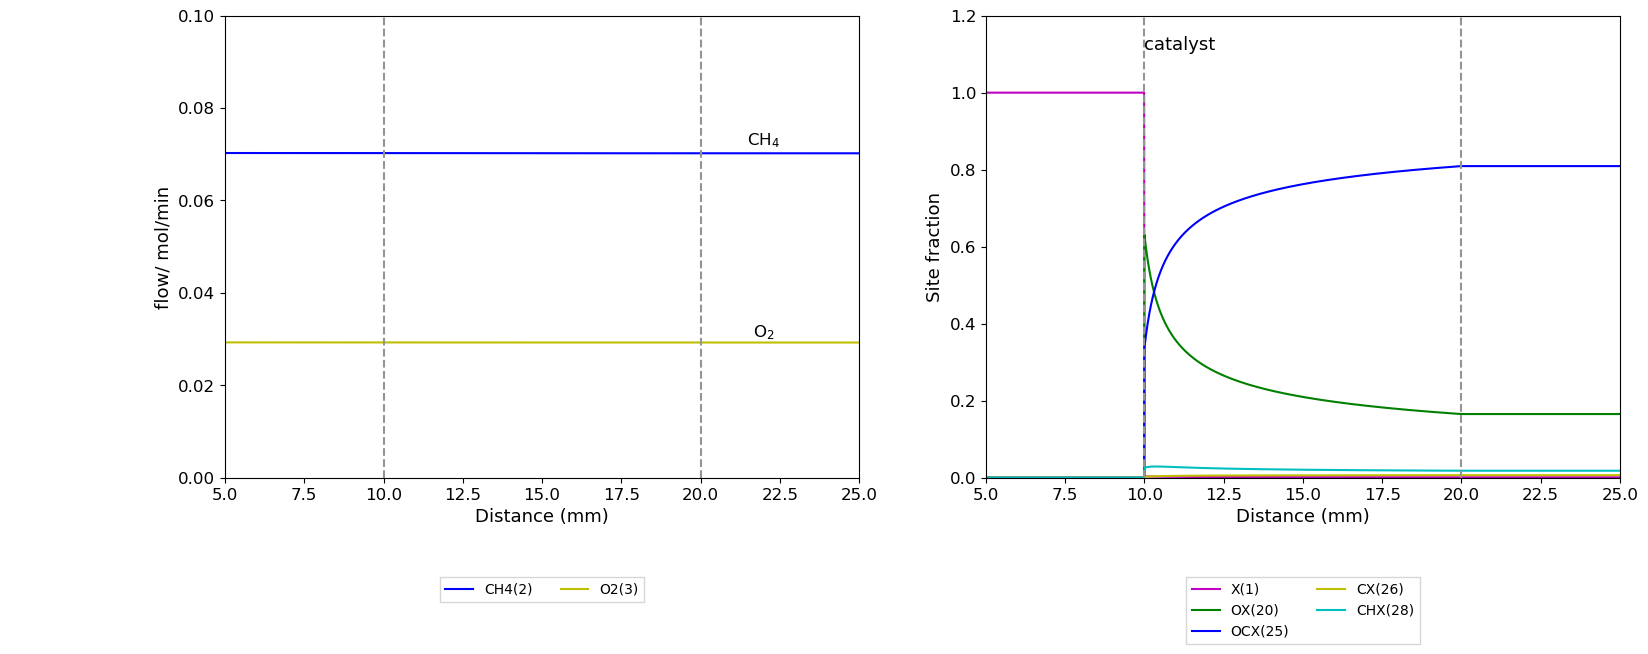 0.10
0.08
0.06
0.04
0.02
0.00
flow/ mol/min
CH₄
O₂
5.0 7.5 10.0 12.5 15.0 17.5 20.0 22.5 25.0
Distance (mm)
CH4(2) O2(3)
1.2
1.0
0.8
0.6
0.4
0.2
0.0
Site fraction
catalyst
5.0 7.5 10.0 12.5 15.0 17.5 20.0 22.5 25.0
Distance (mm)
X(1) CX(26)
OX(20) CHX(28)
OCX(25)